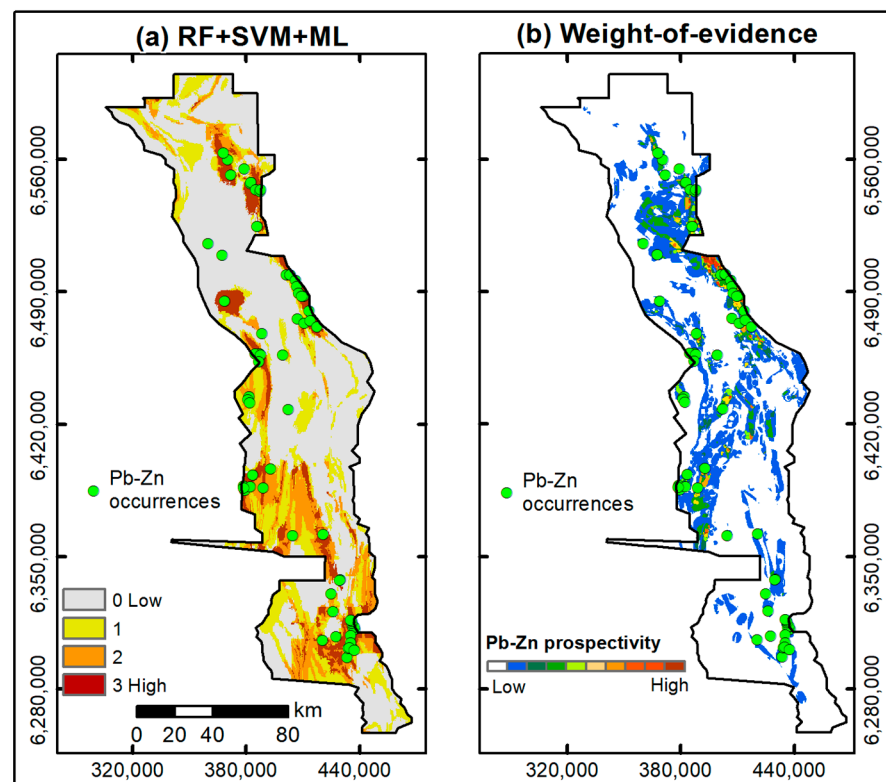 (a) RF+SVM+ML
(b) Weight-of-evidence
320,000
380,000
440,000
320,000
380,000
440,000
6,560,000
6,490,000
6,420,000
6,350,000
6,280,000
6,560,000
6,490,000
6,420,000
6,350,000
6,280,000
Pb-Zn
occurrences
0 Low
1
2
3 High
km
0 20 40 80
Pb-Zn
occurrences
Pb-Zn prospectivity
Low
High